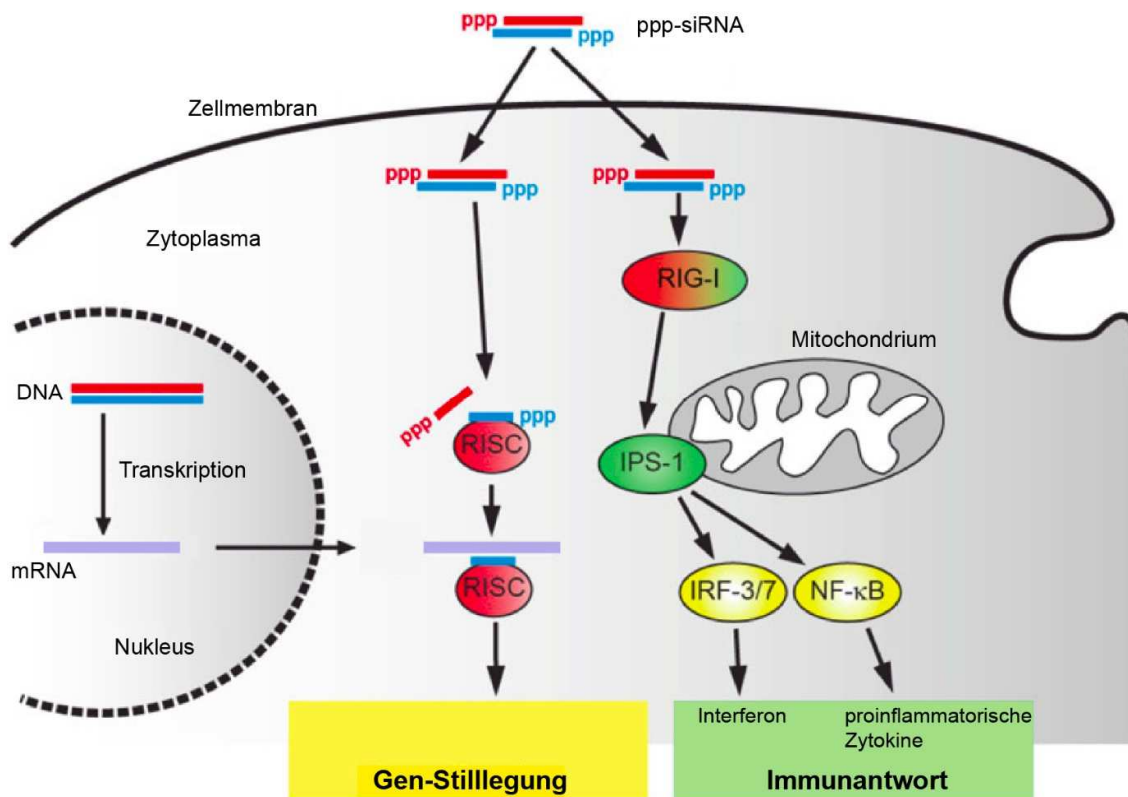 ppp ppp ppp-siRNA
Zellmembran
ppp ppp
ppp ppp
Zytoplasma
RIG-I
Mitochondrium
DNA
ppp
ppp
RISC
IPS-1
Transkription
mRNA
RISC
IRF-3/7
NF-κB
Nukleus
Interferon
proinflammatorische
Zytokine
Gen-Stilllegung
Immunantwort